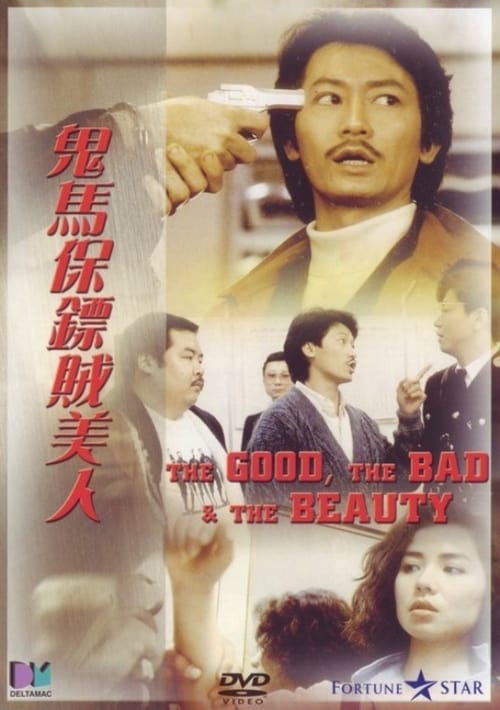 鬼馬保鏢賊美人
THE GOOD, THE BAD
& THE BEAUTY
DM
DELTAMAC
DVD
VIDEO
FORTUNE STAR